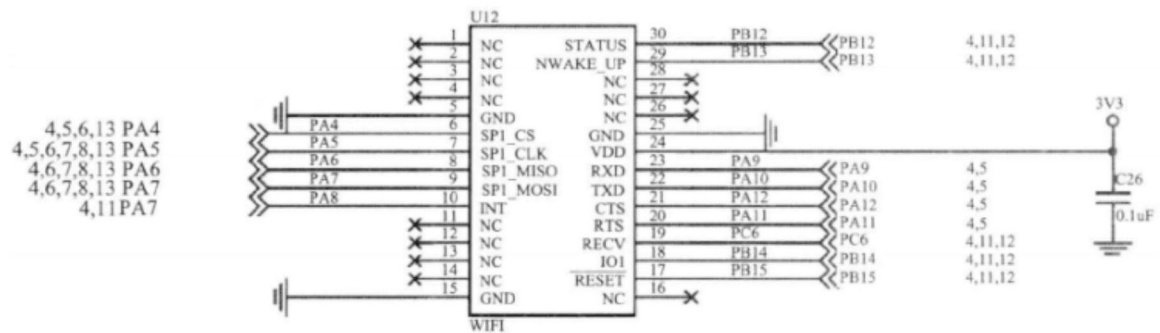 U12
1 NC STATUS 30 PB12 PB12 4,11,12
2 NC NWAKE_UP 29 PB13 PB13 4,11,12
3 NC NC 28
4 NC NC 27
5 GND NC 26
4,5,6,13 PA4 PA4 6 SP1_CS GND 25
4,5,6,7,8,13 PA5 PA5 7 SP1_CLK VDD 24 3V3
4,6,7,8,13 PA6 PA6 8 SP1_MISO RXD 23 PA9 PA9 4,5
4,6,7,8,13 PA7 PA7 9 SP1_MOSI TXD 22 PA10 PA10 4,5
4,11PA7 PA8 10 INT CTS 21 PA12 PA12 4,5
11 NC RTS 20 PA11 PA11 4,5
12 NC RECV 19 PC6 PC6 4,11,12
13 NC IO1 18 PB14 PB14 4,11,12
14 NC RESET 17 PB15 PB15 4,11,12
15 GND NC 16
WIFI
C26
0.1uF